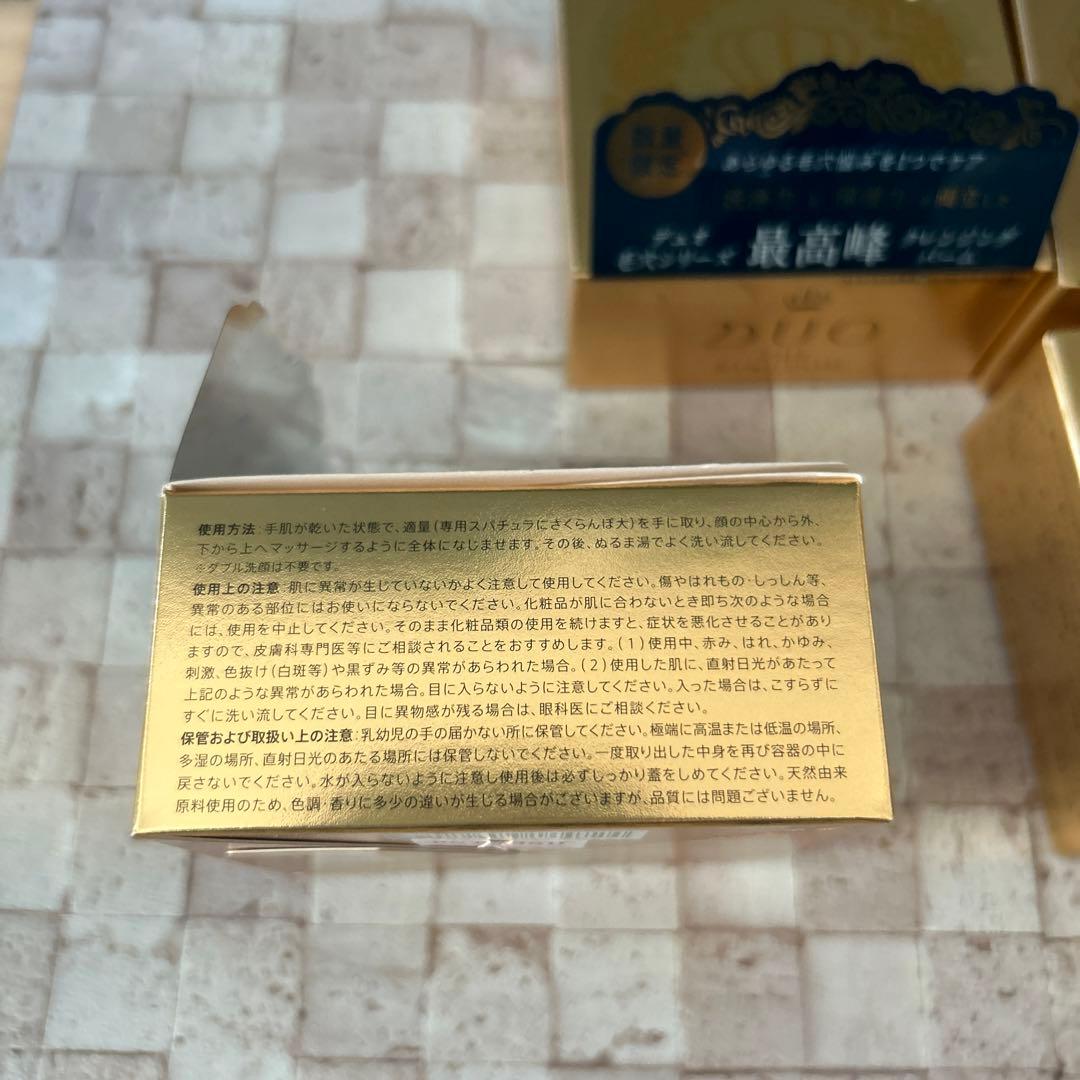 数量
限定
あらゆる毛穴悩みを1つでケア
両立した
デュオ
毛穴シリーズ 最高峰 クレンジング
バーム
DUO
使用方法:手肌が乾いた状態で、適量(専用スパチュラにさくらんぼ大)を手に取り、顔の中心から外、
下から上へマッサージするように全体になじませます。その後、ぬるま湯でよく洗い流してください。
※ダブル洗顔は不要です。
使用上の注意:肌に異常が生じていないかよく注意して使用してください。傷やはれもの・しっしん等、
異常のある部位にはお使いにならないでください。化粧品が肌に合わないとき即ち次のような場合
には、使用を中止してください。そのまま化粧品類の使用を続けますと、症状を悪化させることがあり
ますので、皮膚科専門医等にご相談されることをおすすめします。(1)使用中、赤み、はれ、かゆみ、
刺激、色抜け(白斑等)や黒ずみ等の異常があらわれた場合。(2)使用した肌に、直射日光があたって
上記のような異常があらわれた場合。目に入らないように注意してください。入った場合は、こすらずに
すぐに洗い流してください。目に異物感が残る場合は、眼科医にご相談ください。
保管および取扱い上の注意:乳幼児の手の届かない所に保管してください。極端に高温または低温の場所、
多湿の場所、直射日光のあたる場所には保管しないでください。一度取り出した中身を再び容器の中に
戻さないでください。水が入らないように注意し使用後は必ずしっかり蓋をしめてください。天然由来
原料使用のため、色調・香りに多少の違いが生じる場合がございますが、品質には問題ございません。